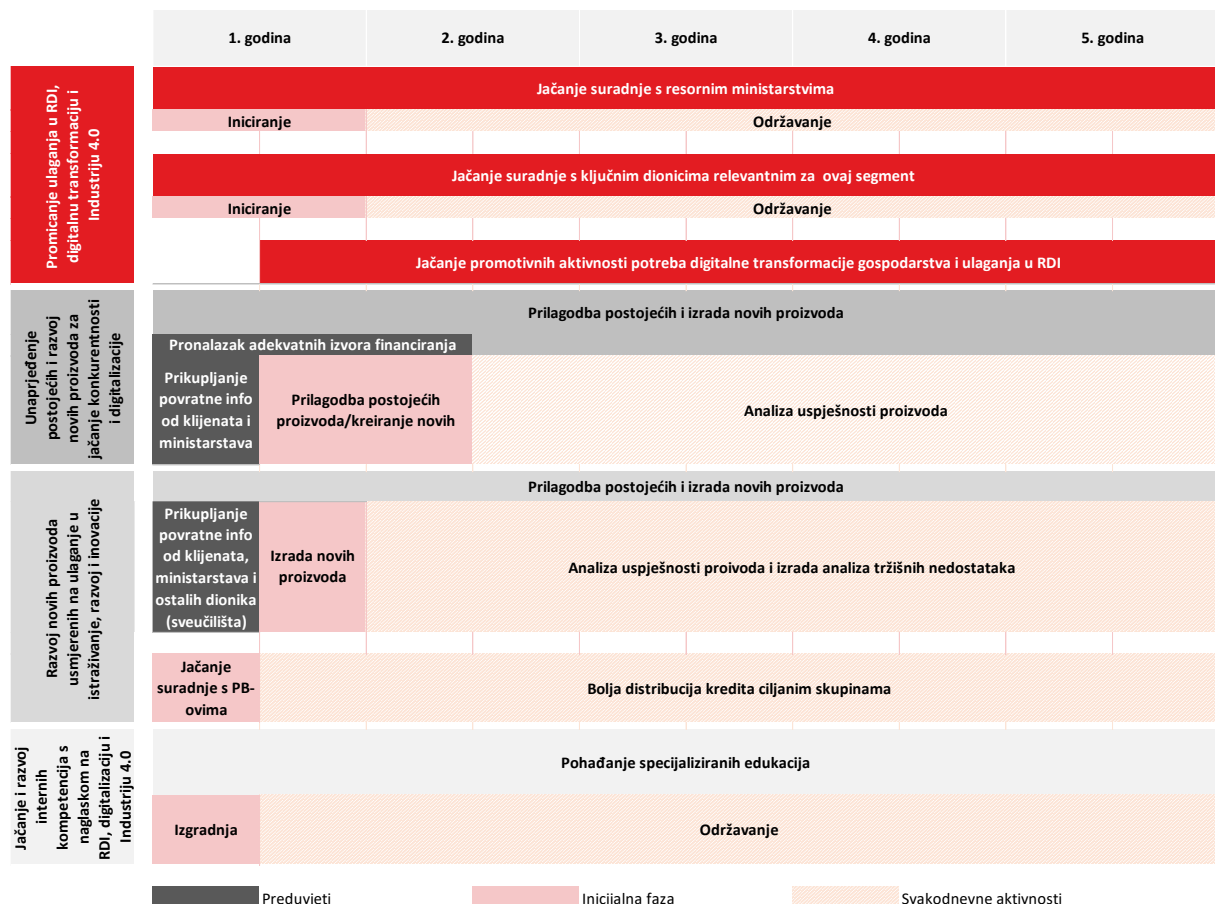 1. godina
2. godina
3. godina
4. godina
5. godina
Promicanje ulaganja u RDI,
digitalnu transformaciju i
Industriju 4.0
Jačanje suradnje s resornim ministarstvima
Iniciranje
Održavanje
Jačanje suradnje s ključnim dionicima relevantnim za ovaj segment
Iniciranje
Održavanje
Jačanje promotivnih aktivnosti potreba digitalne transformacije gospodarstva i ulaganja u RDI
Unaprjeđenje
postojećih i razvoj
novih proizvoda za
jačanje konkurentnosti
i digitalizacije
Prilagodba postojećih i izrada novih proizvoda
Pronalazak adekvatnih izvora financiranja
Prikupljanje
povratne info
od klijenata i
ministarstava
Prilagodba postojećih
proizvoda/kreiranje novih
Analiza uspješnosti proizvoda
Razvoj novih proizvoda
usmjerenih na ulaganje u
istraživanje, razvoj i inovacije
Prilagodba postojećih i izrada novih proizvoda
Prikupljanje
povratne info
od klijenata,
ministarstava i
ostalih dionika
(sveučilišta)
Izrada novih
proizvoda
Analiza uspješnosti proivoda i izrada analiza tržišnih nedostataka
Jačanje
suradnje s PB-
ovima
Bolja distribucija kredita ciljanim skupinama
Jačanje i razvoj
internih
kompetencija s
naglaskom na
RDI, digitalizaciju i
Industriju 4.0
Pohađanje specijaliziranih edukacija
Izgradnja
Održavanje
Preduvjeti
Inicijalna faza
Svakodnevne aktivnosti